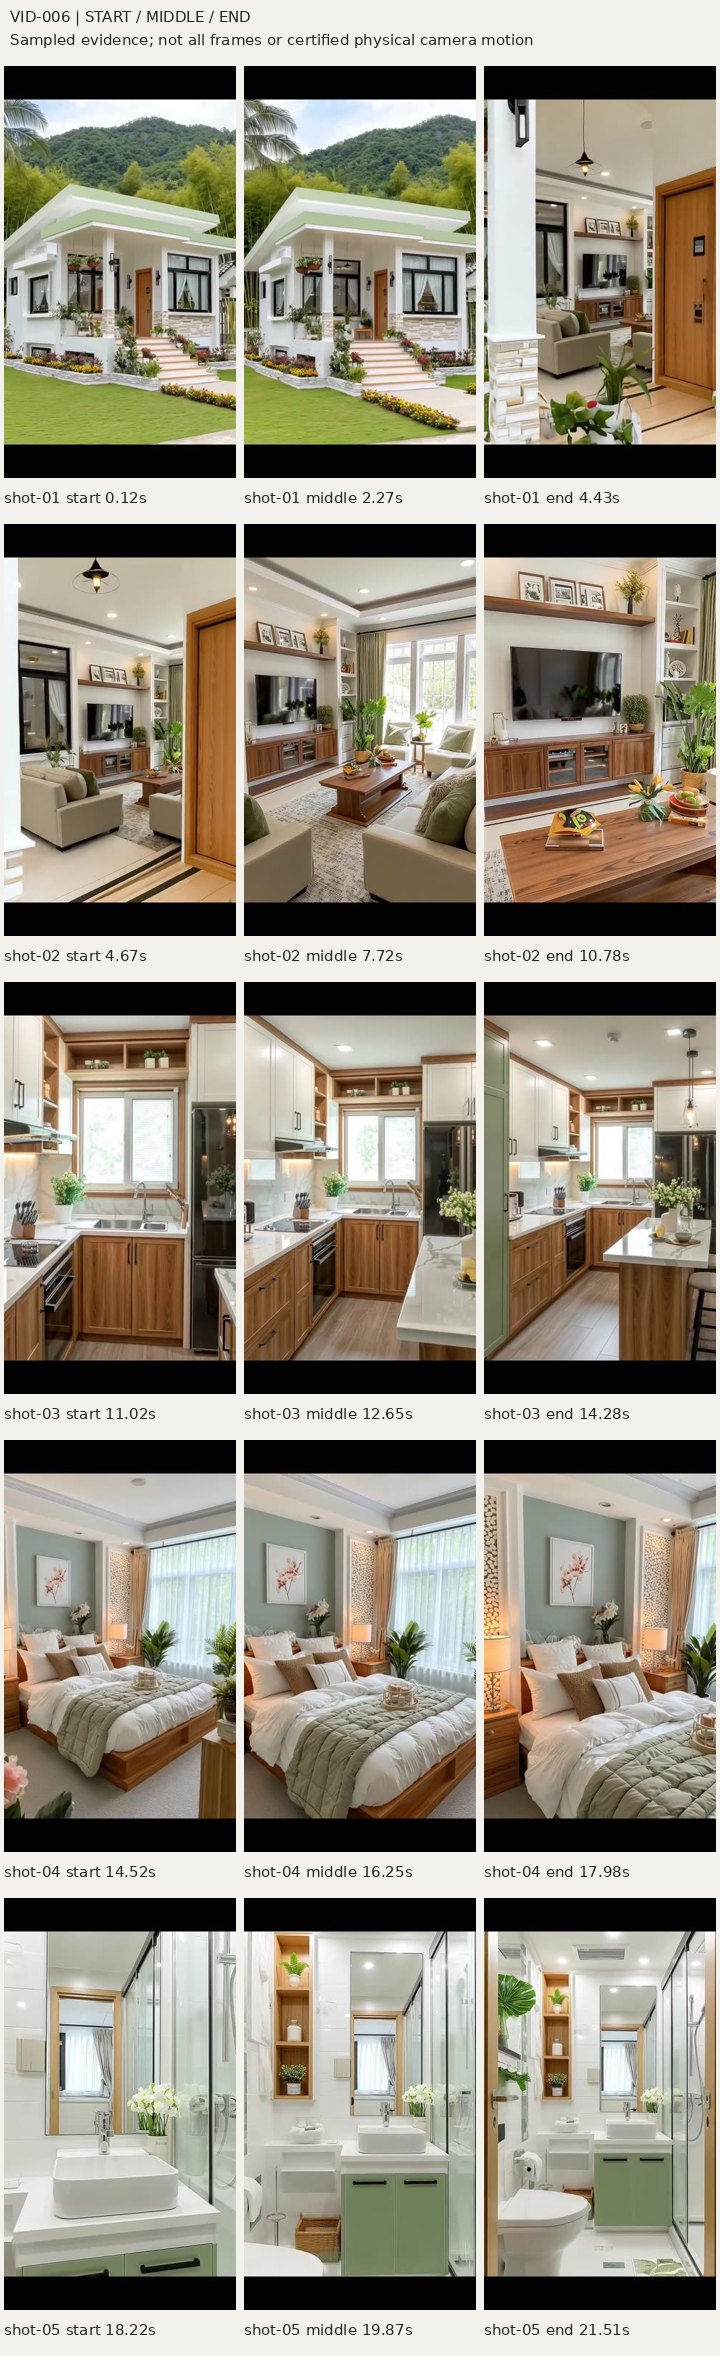 VID-006 | START / MIDDLE / END
Sampled evidence; not all frames or certified physical camera motion
shot-01 start 0.12s
shot-01 middle 2.27s
shot-01 end 4.43s
shot-02 start 4.67s
shot-02 middle 7.72s
shot-02 end 10.78s
shot-03 start 11.02s
shot-03 middle 12.65s
shot-03 end 14.28s
shot-04 start 14.52s
shot-04 middle 16.25s
shot-04 end 17.98s
shot-05 start 18.22s
shot-05 middle 19.87s
shot-05 end 21.51s